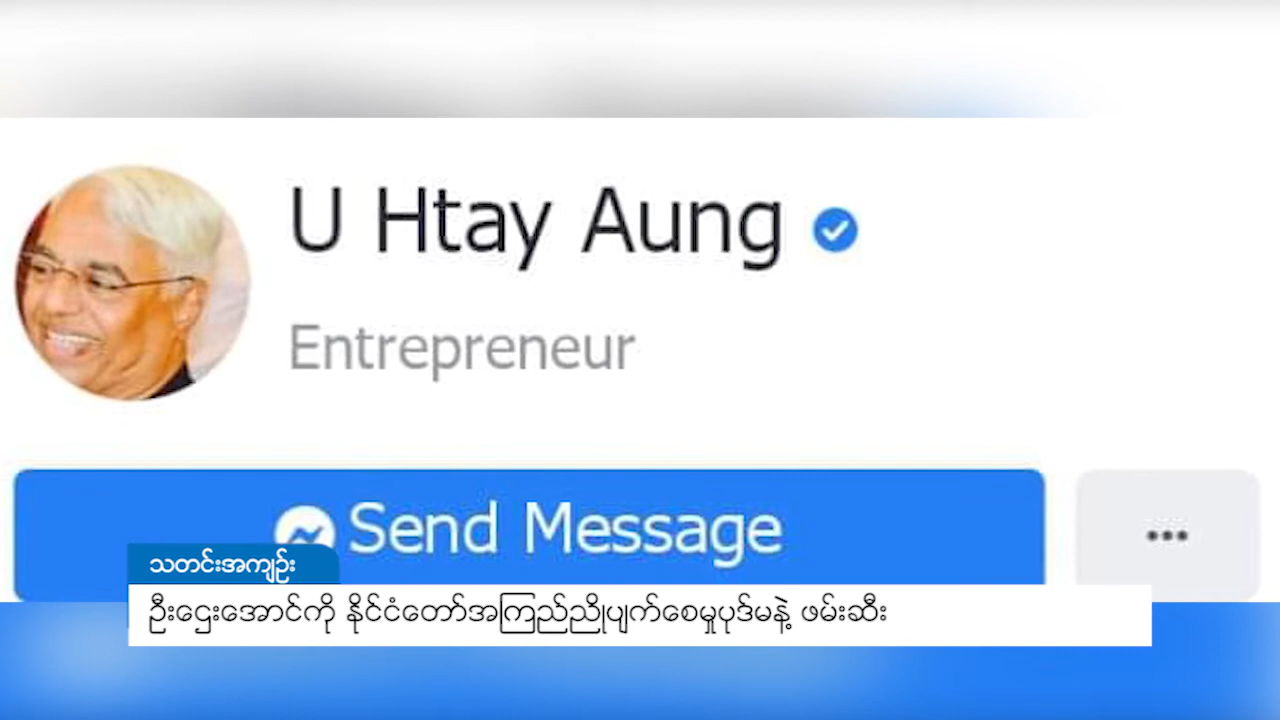 U Htay Aung
Entrepreneur
Send Message
သတင်းအကျဉ်း
ဦးဌေးအောင်ကို နိုင်ငံတော်အကြည်ညိုပျက်စေမှုပုဒ်မနဲ့ ဖမ်းဆီး